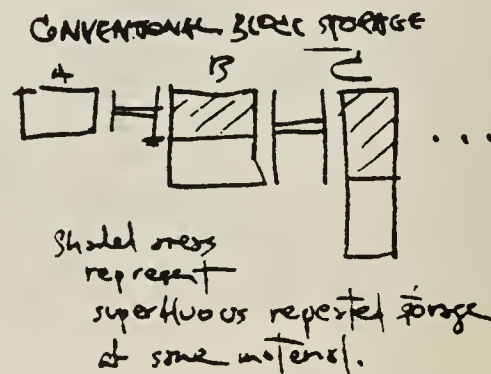 CONVENTIONAL BLOCK STORAGE
A B C
...
Shaded areas
represent
superfluous repeated storage
of same material.